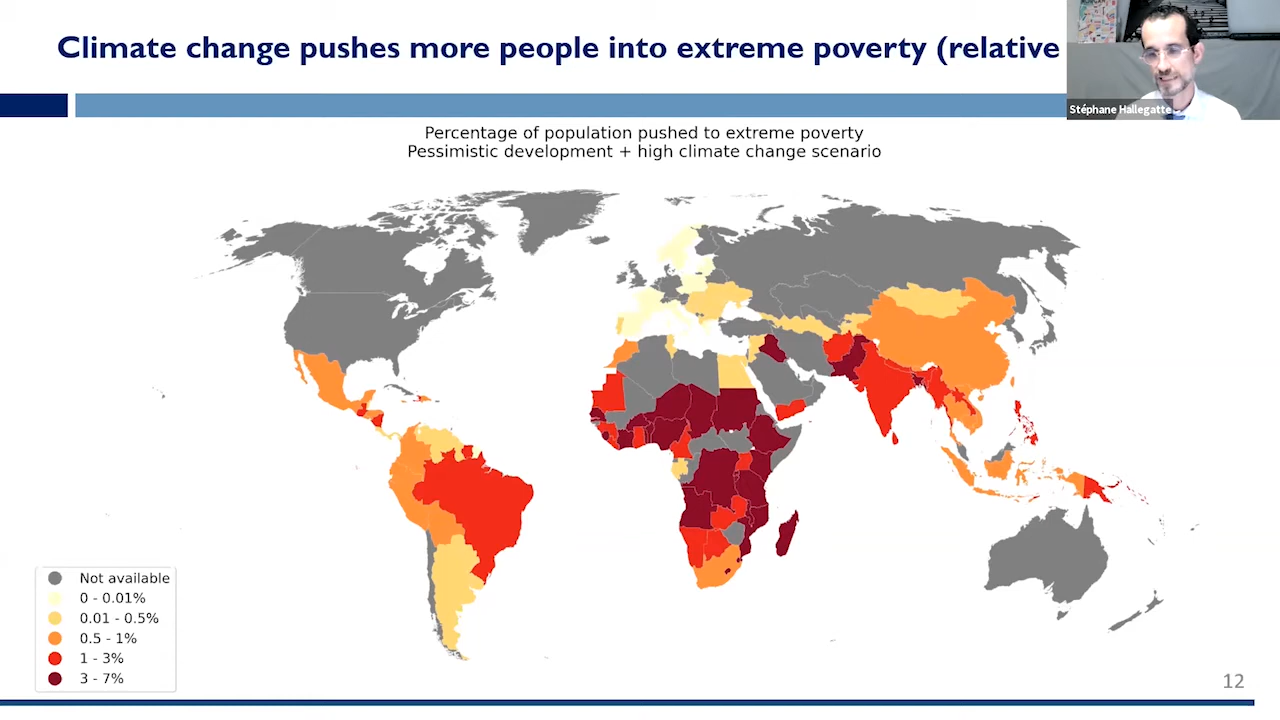 Climate change pushes more people into extreme poverty (relative
Stéphane Hallegatte
Percentage of population pushed to extreme poverty
Pessimistic development + high climate change scenario
Not available
0 - 0.01%
0.01 - 0.5%
0.5 - 1%
1 - 3%
3 - 7%
12